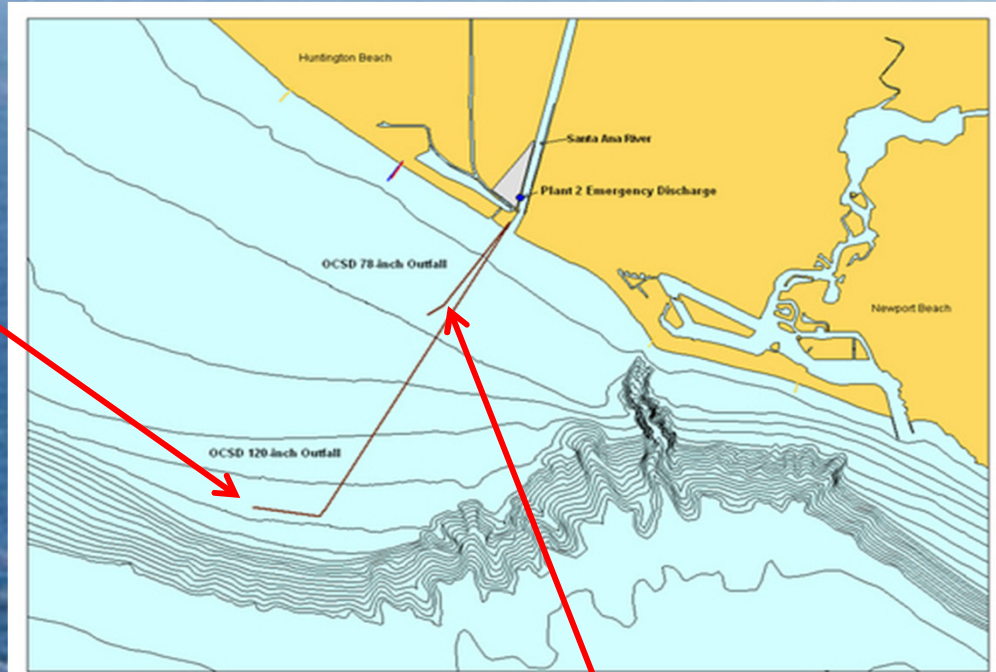 Huntington Beach
Santa Ana River
Plant 2 Emergency Discharge
OCSD 78-inch Outfall
Newport Beach
OCSD 120-inch Outfall